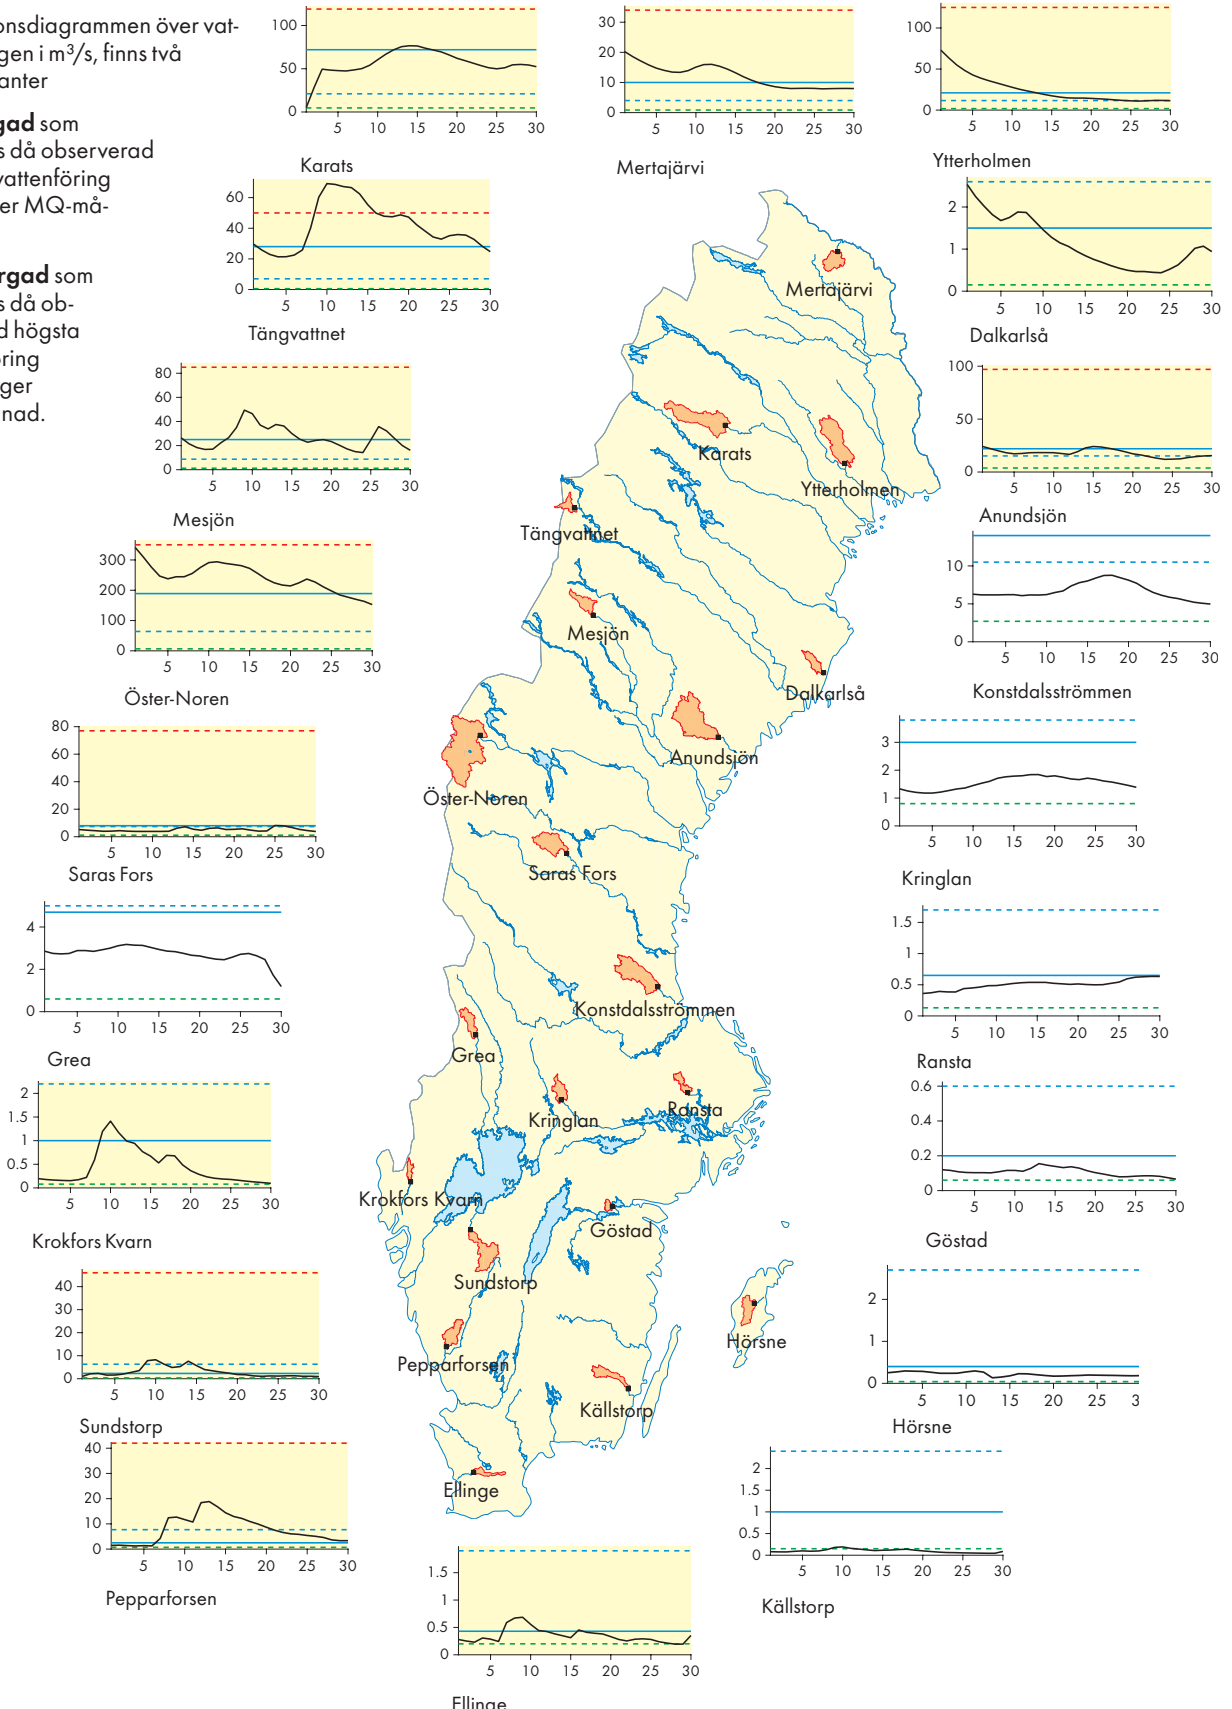 onsdiagrammen över vat-
gen i m³/s, finns två
anter
gad som
s då observerad
vattenföring
er MQ-må-
rgad som
s då ob-
d högsta
öring
ger
nad.
100
50
0
5 10 15 20 25 30
Karats
30
20
10
0
5 10 15 20 25 30
Mertajärvi
100
50
0
5 10 15 20 25 30
Ytterholmen
60
40
20
0
5 10 15 20 25 30
Tängvattnet
2
1
0
5 10 15 20 25 30
Dalkarlså
80
60
40
20
0
5 10 15 20 25 30
Mesjön
100
50
0
5 10 15 20 25 30
Anundsjön
300
200
100
0
5 10 15 20 25 30
Öster-Noren
10
5
0
5 10 15 20 25 30
Konstdalsströmmen
80
60
40
20
0
5 10 15 20 25 30
Saras Fors
3
2
1
0
5 10 15 20 25 30
Kringlan
4
2
0
5 10 15 20 25 30
Grea
1.5
1
0.5
0
5 10 15 20 25 30
Ransta
2
1.5
1
0.5
0
5 10 15 20 25 30
Krokfors Kvarn
0.6
0.4
0.2
0
5 10 15 20 25 30
Göstad
40
30
20
10
0
5 10 15 20 25 30
Sundstorp
2
1
0
5 10 15 20 25 3
Hörsne
40
30
20
10
0
5 10 15 20 25 30
Pepparforsen
2
1.5
1
0.5
0
5 10 15 20 25 30
Källstorp
1.5
1
0.5
0
5 10 15 20 25 30
Ellinge
Mertajärvi
Karats
Ytterholmen
Tängvattnet
Mesjön
Dalkarlså
Anundsjön
Öster-Noren
Saras Fors
Konstdalsströmmen
Grea
Kringlan
Ransta
Krokfors Kvarn
Göstad
Sundstorp
Hörsne
Pepparforsen
Källstorp
Ellinge